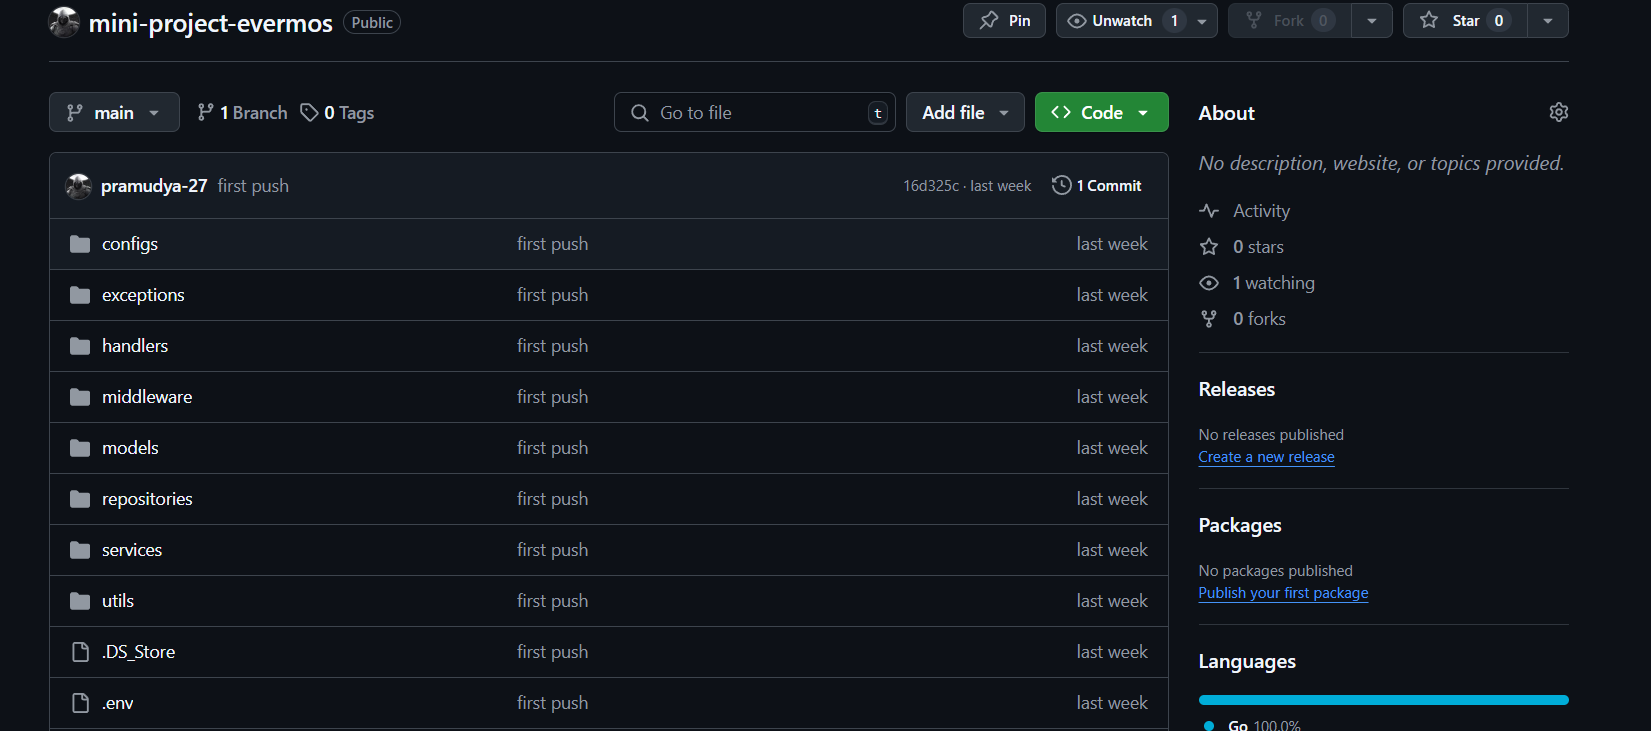 mini-project-evermos Public
Pin
Unwatch 1
Fork 0
Star 0
main
1 Branch
0 Tags
Go to file
t
Add file
Code
pramudya-27 first push
16d325c · last week
1 Commit
configs first push last week
exceptions first push last week
handlers first push last week
middleware first push last week
models first push last week
repositories first push last week
services first push last week
utils first push last week
.DS_Store first push last week
.env first push last week
About
No description, website, or topics provided.
Activity
0 stars
1 watching
0 forks
Releases
No releases published
Create a new release
Packages
No packages published
Publish your first package
Languages
Go 100.0%